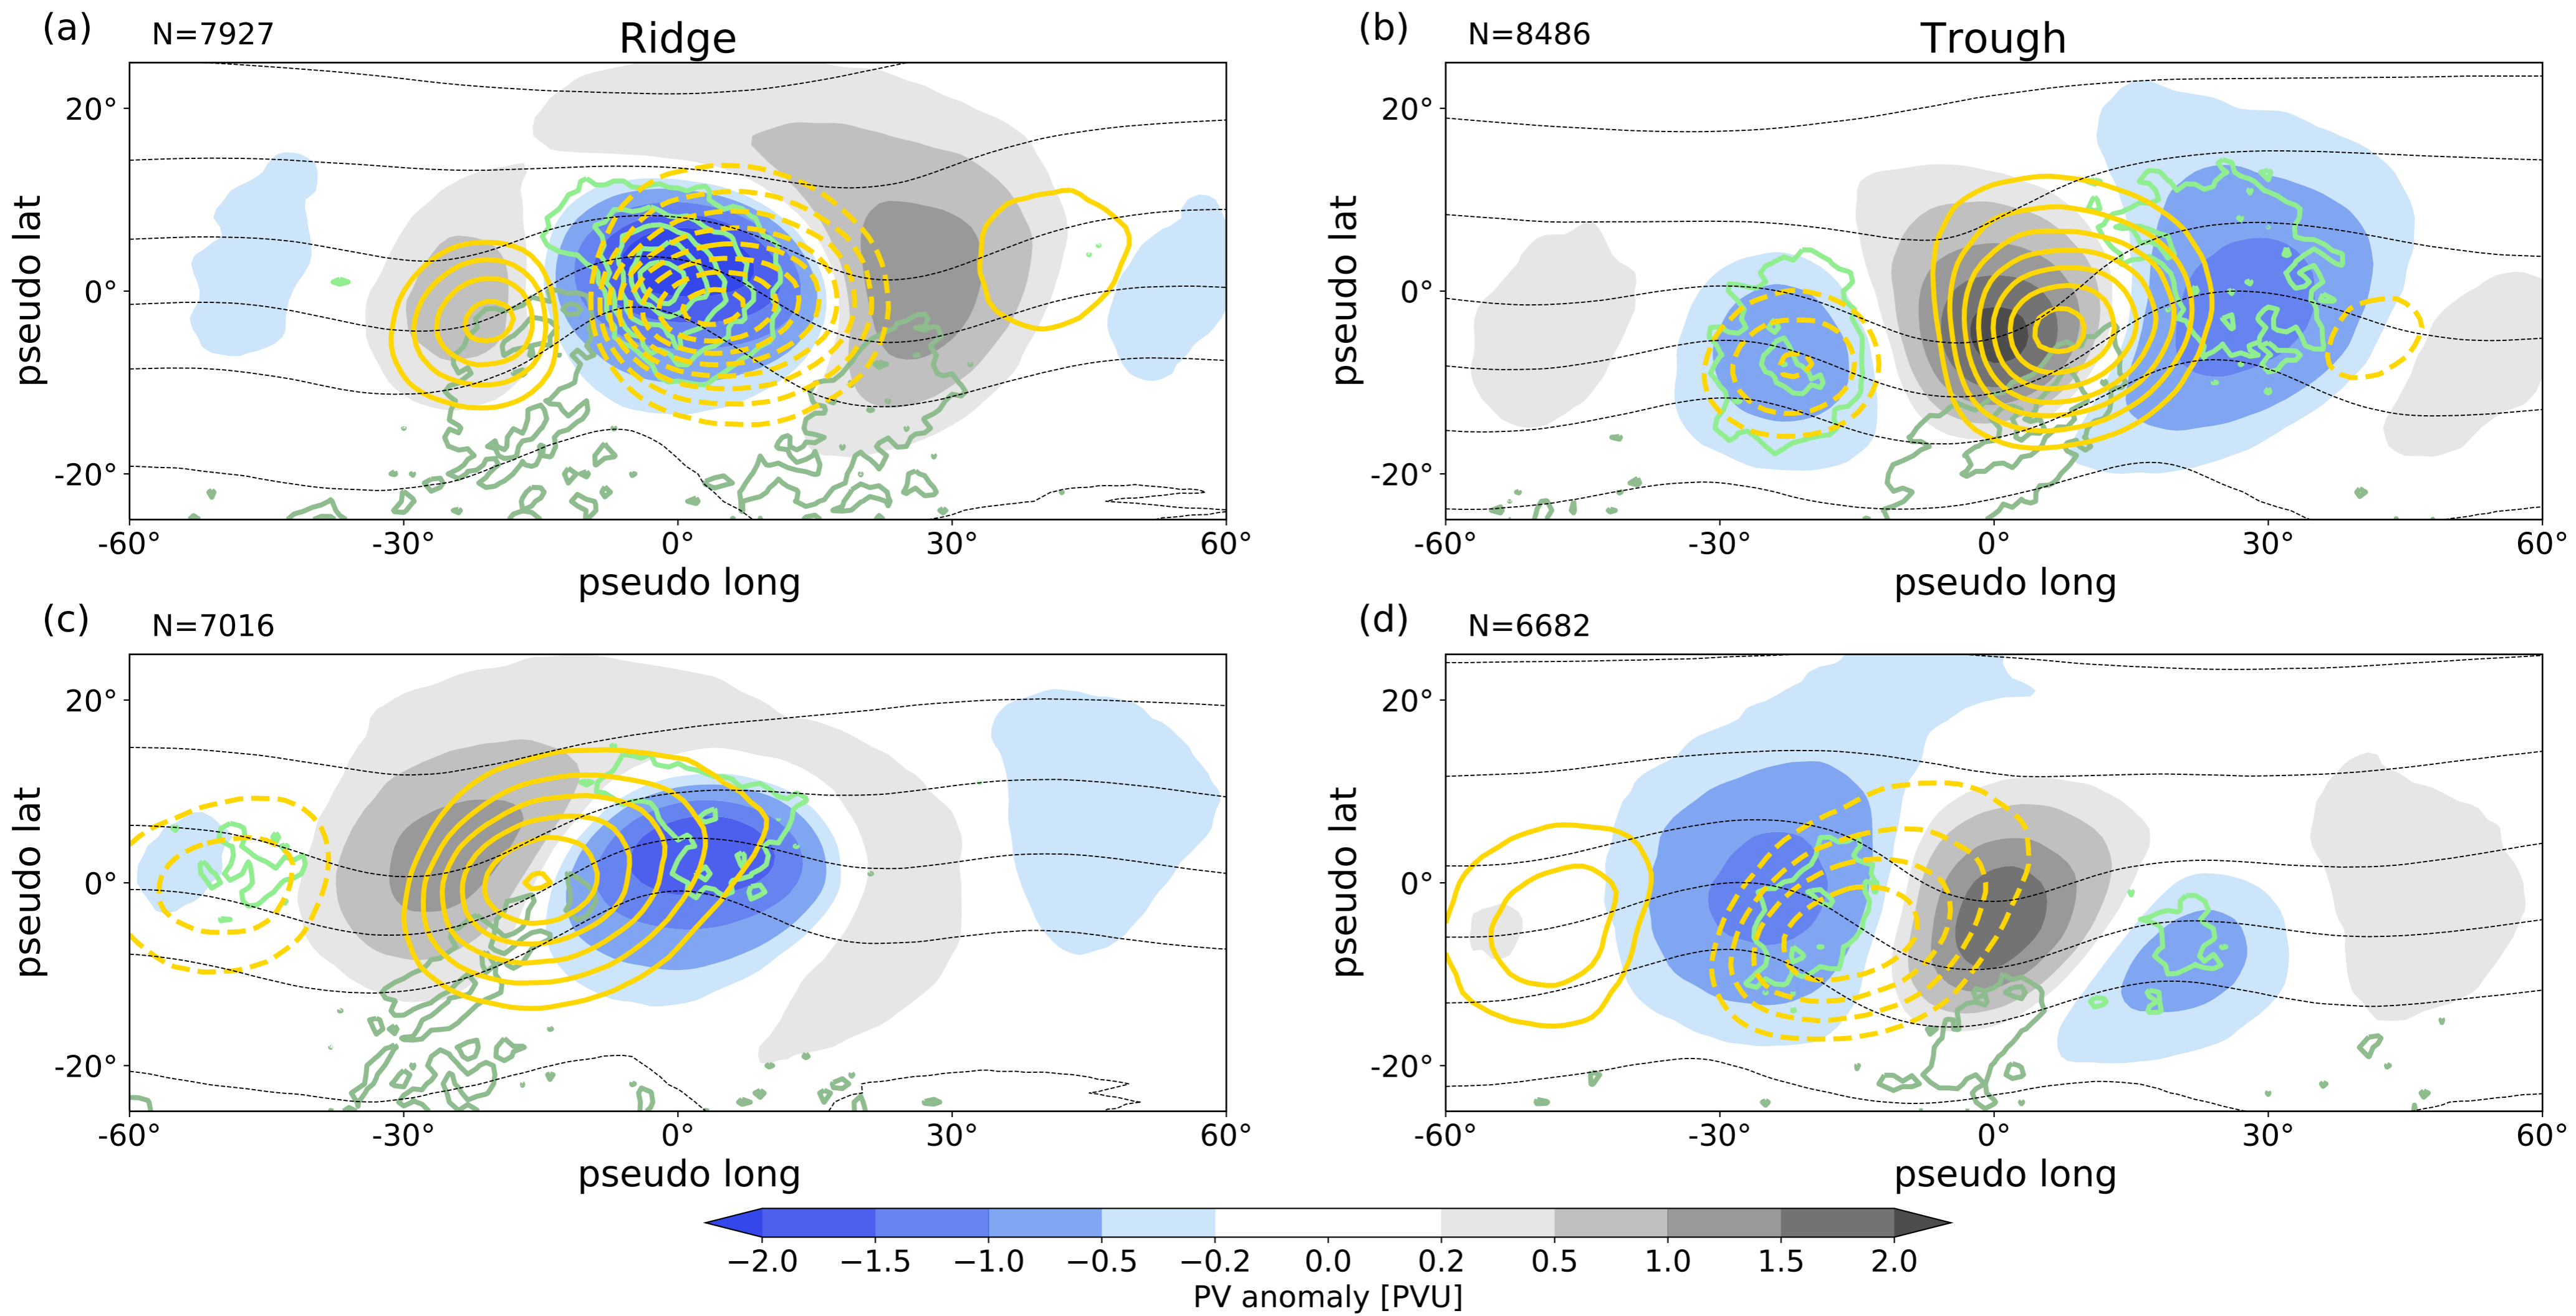 (a) N=7927 Ridge
20°
0°
-20°
pseudo lat
-60° -30° 0° 30° 60°
pseudo long
(b) N=8486 Trough
20°
0°
-20°
pseudo lat
-60° -30° 0° 30° 60°
pseudo long
(c) N=7016
20°
0°
-20°
pseudo lat
-60° -30° 0° 30° 60°
pseudo long
(d) N=6682
20°
0°
-20°
pseudo lat
-60° -30° 0° 30° 60°
pseudo long
−2.0 −1.5 −1.0 −0.5 −0.2 0.0 0.2 0.5 1.0 1.5 2.0
PV anomaly [PVU]